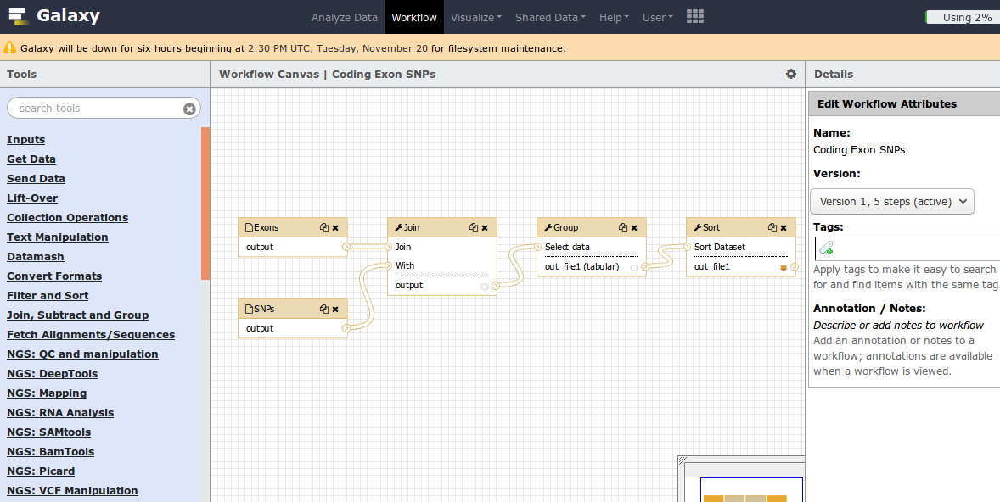 Galaxy
Analyze Data Workflow Visualize Shared Data Help User Using 2%
Galaxy will be down for six hours beginning at 2:30 PM UTC, Tuesday, November 20 for filesystem maintenance.
Tools
search tools
Inputs
Get Data
Send Data
Lift-Over
Collection Operations
Text Manipulation
Datamash
Convert Formats
Filter and Sort
Join, Subtract and Group
Fetch Alignments/Sequences
NGS: QC and manipulation
NGS: DeepTools
NGS: Mapping
NGS: RNA Analysis
NGS: SAMtools
NGS: BamTools
NGS: Picard
NGS: VCF Manipulation
Workflow Canvas | Coding Exon SNPs
Exons
output
SNPs
output
Join
Join
With
output
Group
Select data
out_file1 (tabular)
Sort
Sort Dataset
out_file1
Details
Edit Workflow Attributes
Name:
Coding Exon SNPs
Version:
Version 1, 5 steps (active)
Tags:
Apply tags to make it easy to search
for and find items with the same tag.
Annotation / Notes:
Describe or add notes to workflow
Add an annotation or notes to a
workflow; annotations are available
when a workflow is viewed.